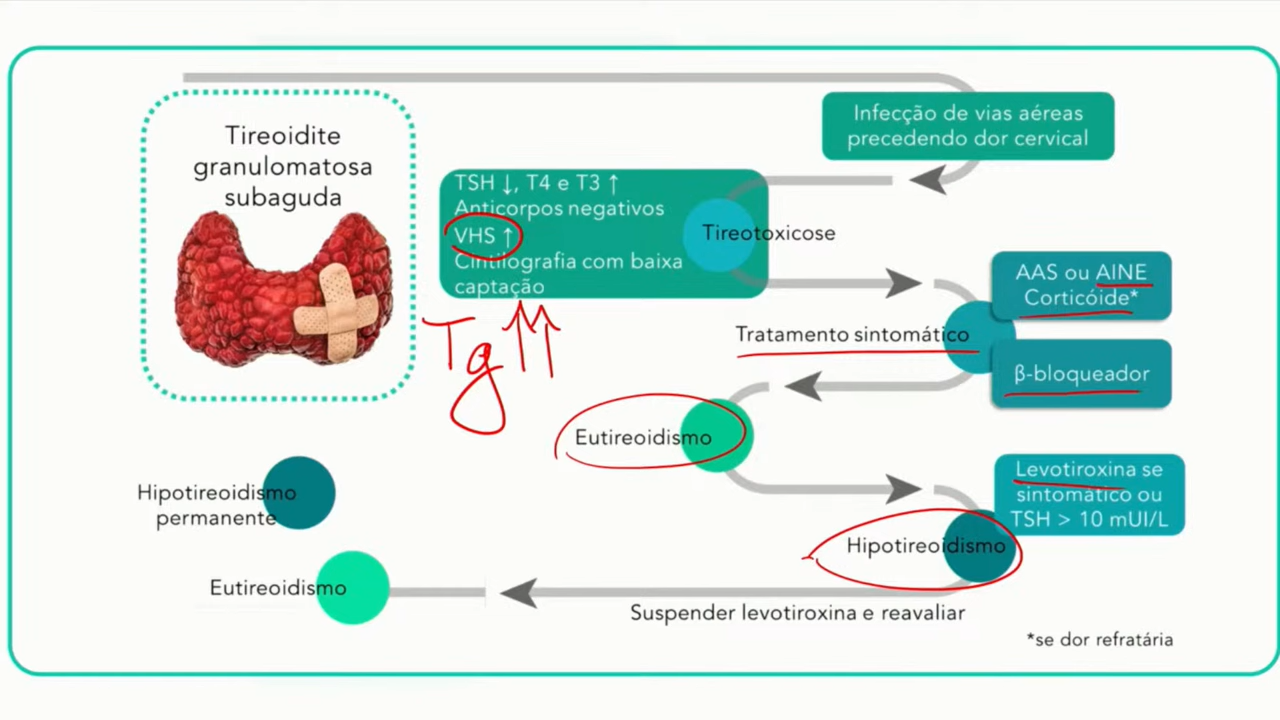 Tireoidite
granulomatosa
subaguda
Infecção de vias aéreas
precedendo dor cervical
TSH ↓, T4 e T3 ↑
Anticorpos negativos
VHS ↑
Cintilografia com baixa
captação
Tireotoxicose
Tg ↑↑
AAS ou AINE
Corticóide*
Tratamento sintomático
β-bloqueador
Eutireoidismo
Levotiroxina se
sintomático ou
TSH > 10 mUI/L
Hipotireoidismo
Suspender levotiroxina e reavaliar
Hipotireoidismo
permanente
Eutireoidismo
*se dor refratária